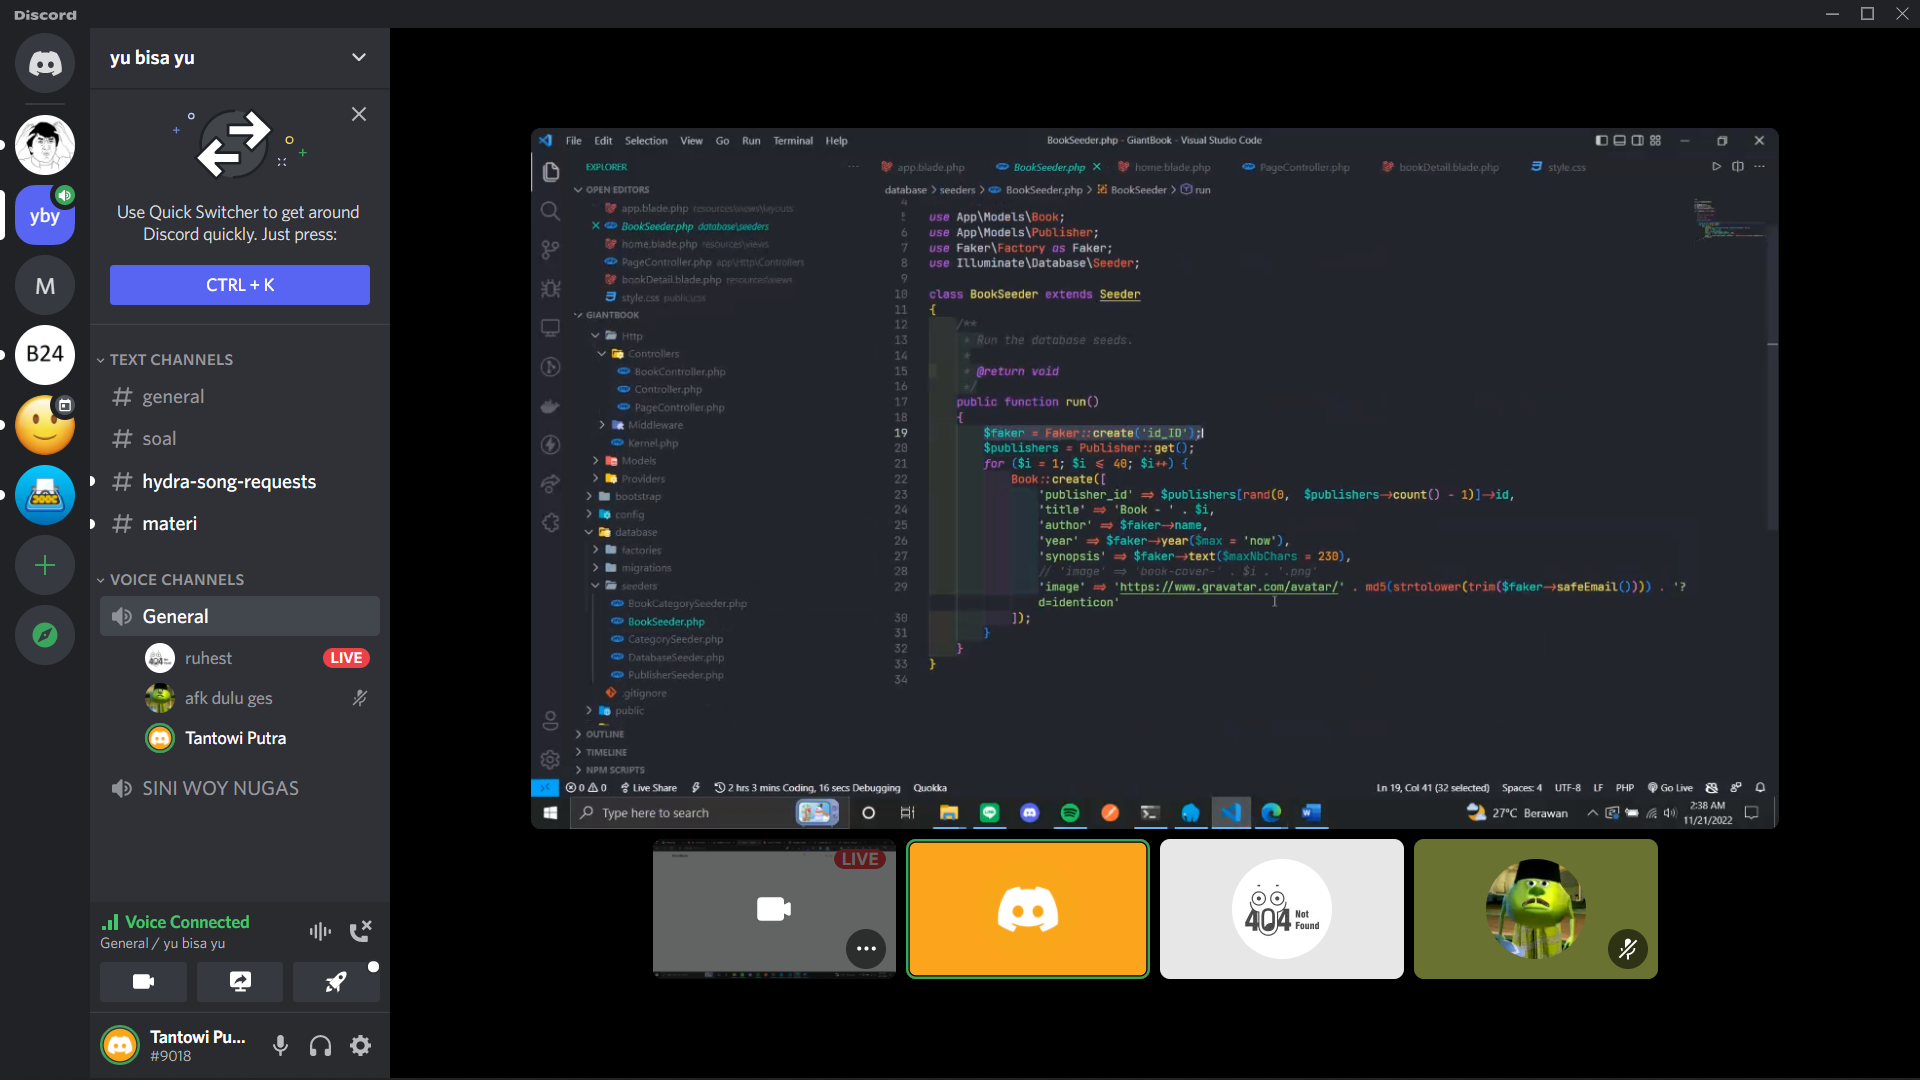 Discord
yu bisa yu
Use Quick Switcher to get around
Discord quickly. Just press:
CTRL + K
TEXT CHANNELS
general
soal
hydra-song-requests
materi
VOICE CHANNELS
General
ruhest
LIVE
afk dulu ges
Tantowi Putra
SINI WOY NUGAS
Voice Connected
General / yu bisa yu
Tantowi Pu...
#9018
yby
M
B24
File Edit Selection View Go Run Terminal Help
BookSeeder.php - GiantBook - Visual Studio Code
EXPLORER
app.blade.php
BookSeeder.php
home.blade.php
PageController.php
bookDetail.blade.php
style.css
OPEN EDITORS
app.blade.php resources\views\layouts
BookSeeder.php database\seeders
home.blade.php resources\views
PageController.php app\Http\Controllers
bookDetail.blade.php resources\views
style.css public\css
GIANTBOOK
Http
Controllers
BookController.php
Controller.php
PageController.php
Middleware
Kernel.php
Models
Providers
bootstrap
config
database
factories
migrations
seeders
BookCategorySeeder.php
BookSeeder.php
CategorySeeder.php
DatabaseSeeder.php
PublisherSeeder.php
.gitignore
public
OUTLINE
TIMELINE
NPM SCRIPTS
database > seeders > BookSeeder.php > BookSeeder > run
4
5 use App\Models\Book;
6 use App\Models\Publisher;
7 use Faker\Factory as Faker;
8 use Illuminate\Database\Seeder;
9
10 class BookSeeder extends Seeder
11 {
12 /**
13 * Run the database seeds.
14 *
15 * @return void
16 */
17 public function run()
18 {
19 $faker = Faker::create('id_ID');
20 $publishers = Publisher::get();
21 for ($i = 1; $i <= 40; $i++) {
22 Book::create([
23 'publisher_id' => $publishers[rand(0, $publishers->count() - 1)]->id,
24 'title' => 'Book - ' . $i,
25 'author' => $faker->name,
26 'year' => $faker->year($max = 'now'),
27 'synopsis' => $faker->text($maxNbChars = 230),
28 // 'image' => 'book-cover-' . $i . '.png'
29 'image' => 'https://www.gravatar.com/avatar/' . md5(strtolower(trim($faker->safeEmail()))) . '?
d=identicon'
30 ]);
31 }
32 }
33 }
34
0 0 Live Share 2 hrs 3 mins Coding, 16 secs Debugging Quokka
Ln 19, Col 41 (32 selected) Spaces: 4 UTF-8 LF PHP Go Live
Type here to search
27°C Berawan
2:38 AM
11/21/2022
LIVE
404 Not
Found